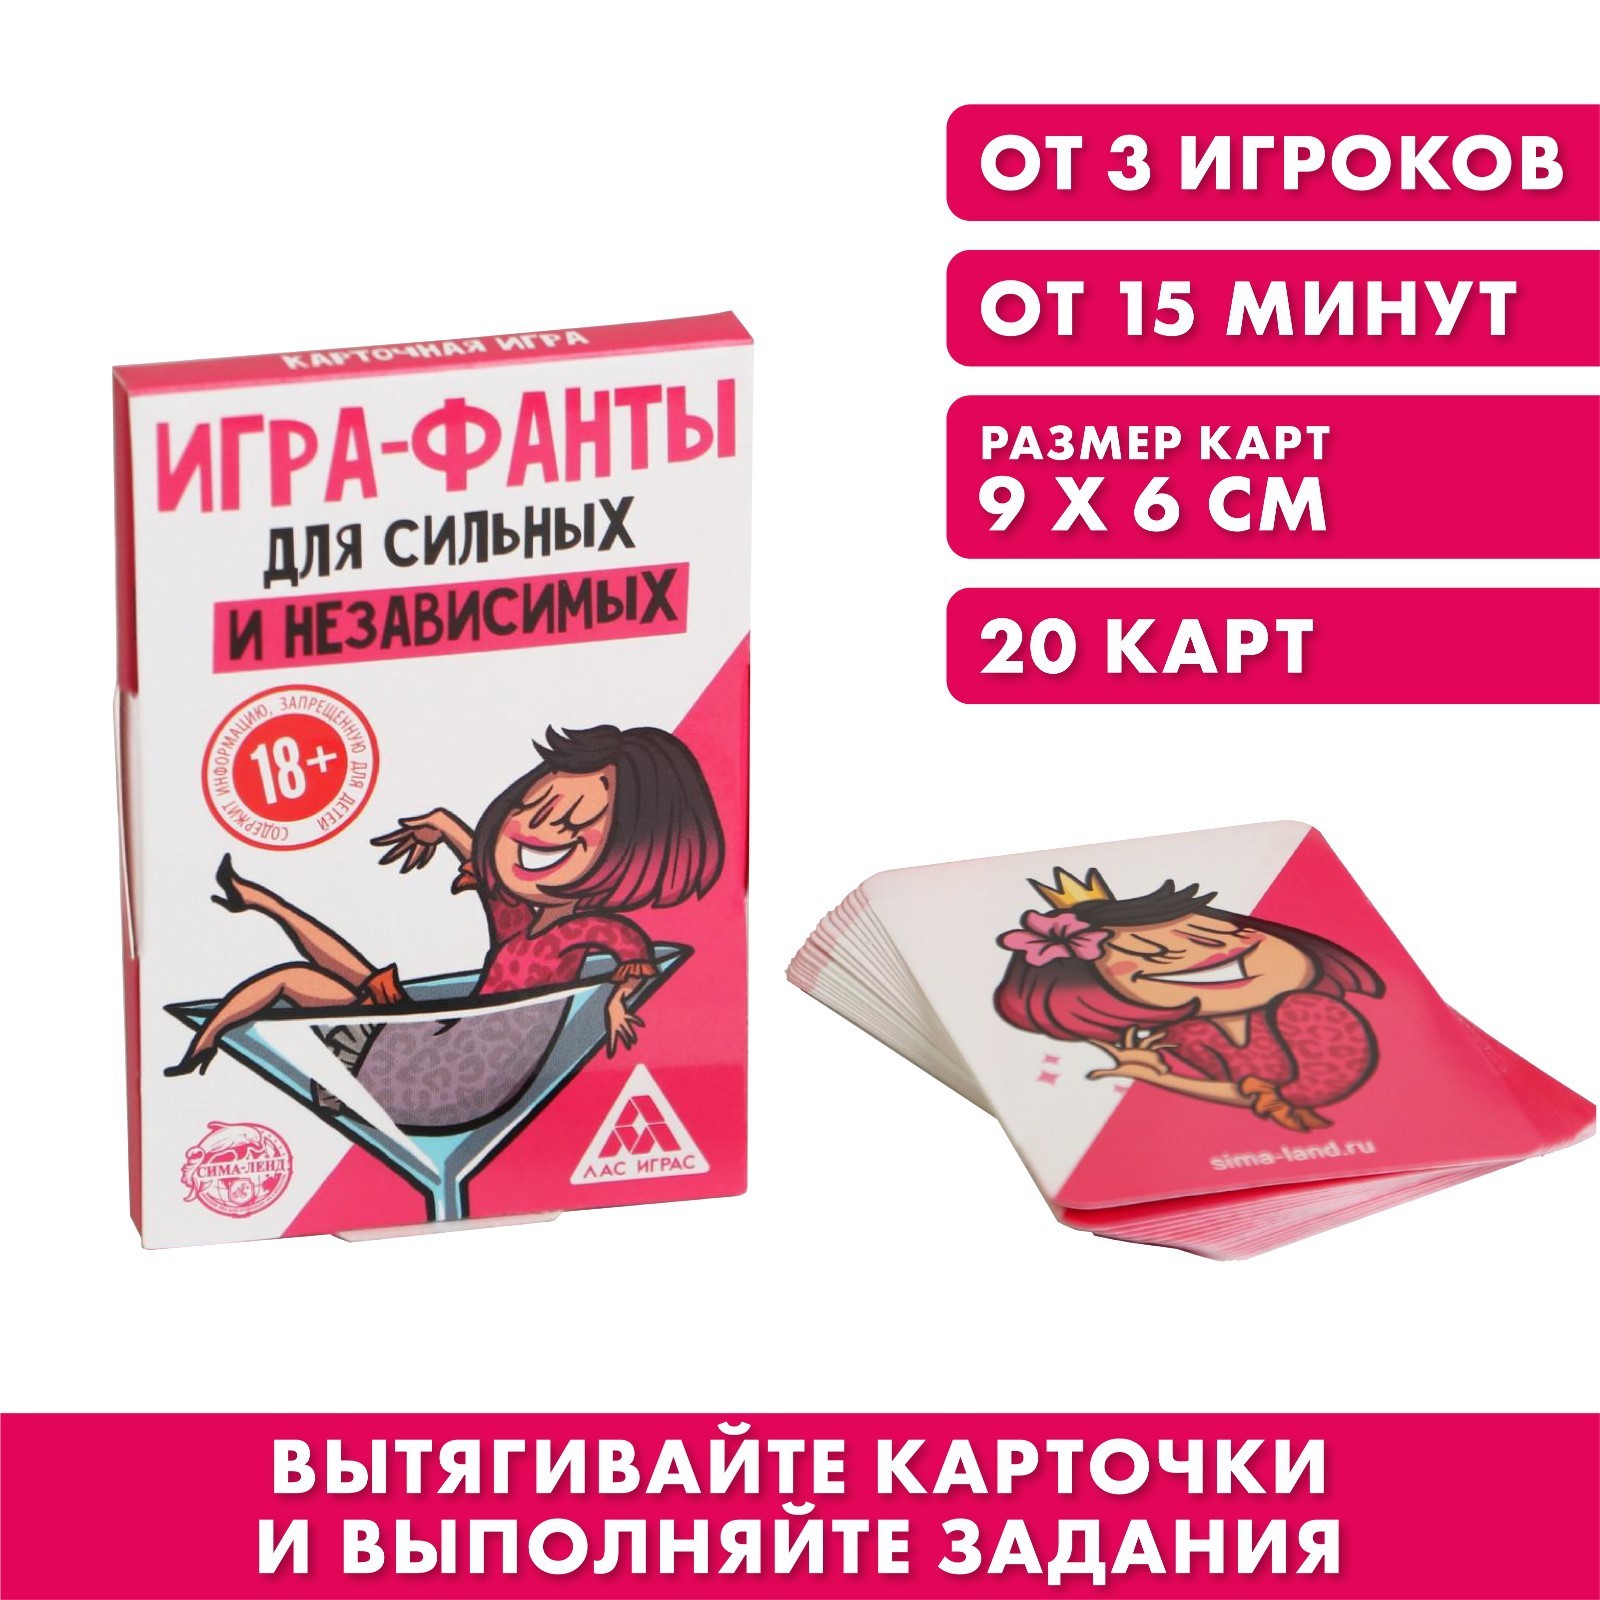 ОТ 3 ИГРОКОВ
ОТ 15 МИНУТ
РАЗМЕР КАРТ
9 Х 6 СМ
20 КАРТ
КАРТОЧНАЯ ИГРА
ИГРА-ФАНТЫ
ДЛЯ СИЛЬНЫХ
И НЕЗАВИСИМЫХ
СОДЕРЖИТ ИНФОРМАЦИЮ, ЗАПРЕЩЕННУЮ ДЛЯ ДЕТЕЙ
18+
СИМА-ЛЕНД
ЛАС ИГРАС
sima-land.ru
ВЫТЯГИВАЙТЕ КАРТОЧКИ
И ВЫПОЛНЯЙТЕ ЗАДАНИЯ